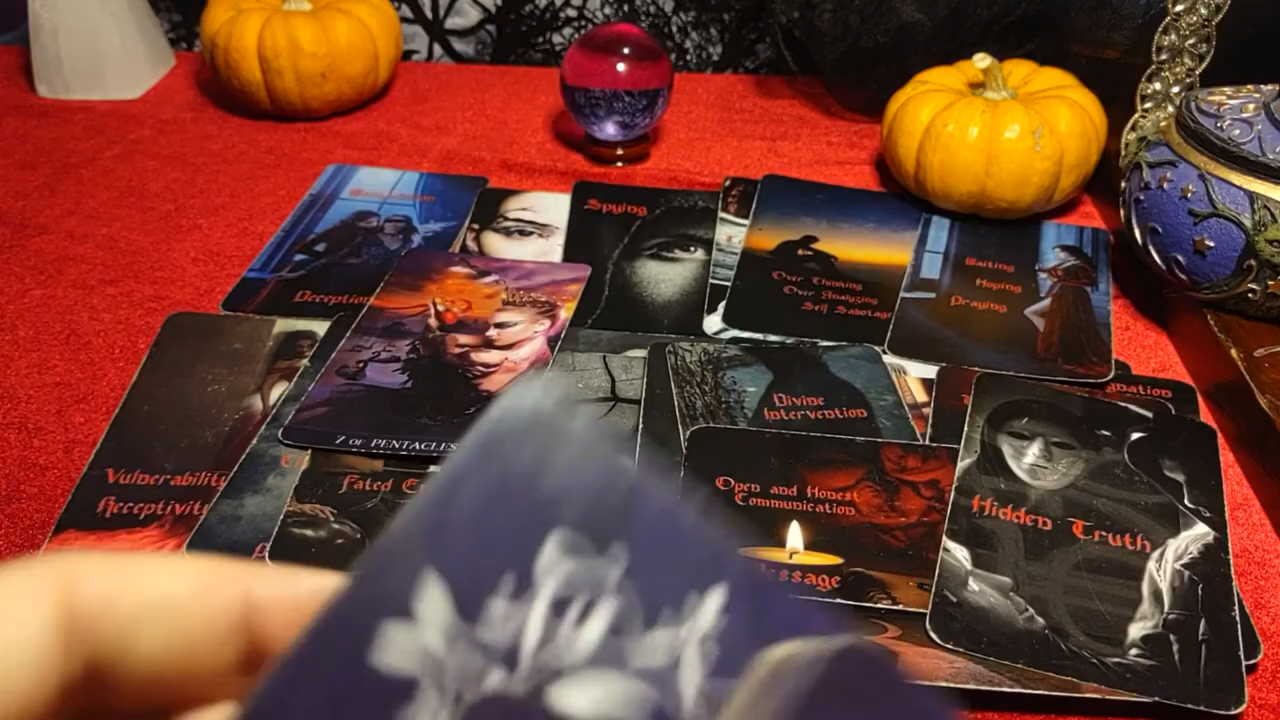 Deception
Spying
Over Thinking
Over Analyzing
Self Sabotage
Waiting
Hoping
Praying
7 OF PENTACLES
Divine
Intervention
Vulnerability
Receptivity
Fated
Open and Honest
Communication
Message
Hidden Truth